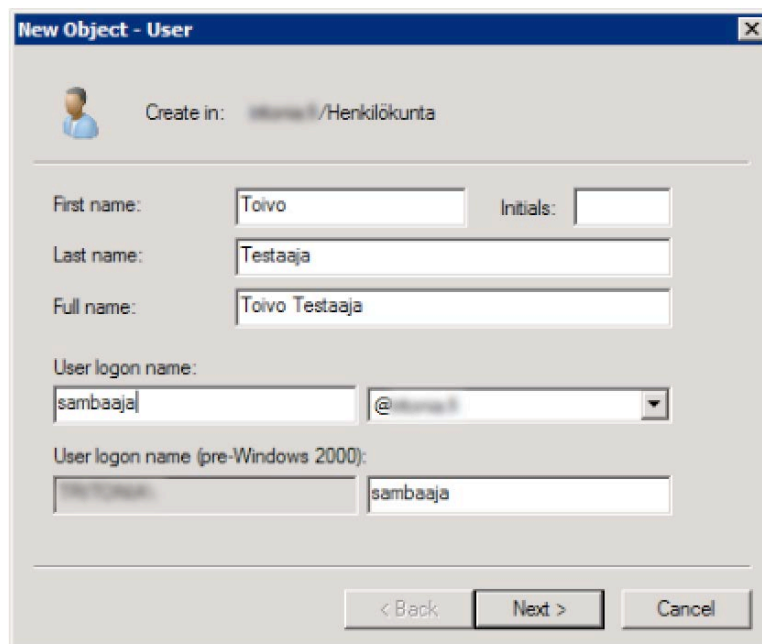 New Object - User
Create in: /Henkilökunta
First name: Toivo Initials:
Last name: Testaaja
Full name: Toivo Testaaja
User logon name:
sambaaja @
User logon name (pre-Windows 2000):
sambaaja
< Back Next > Cancel